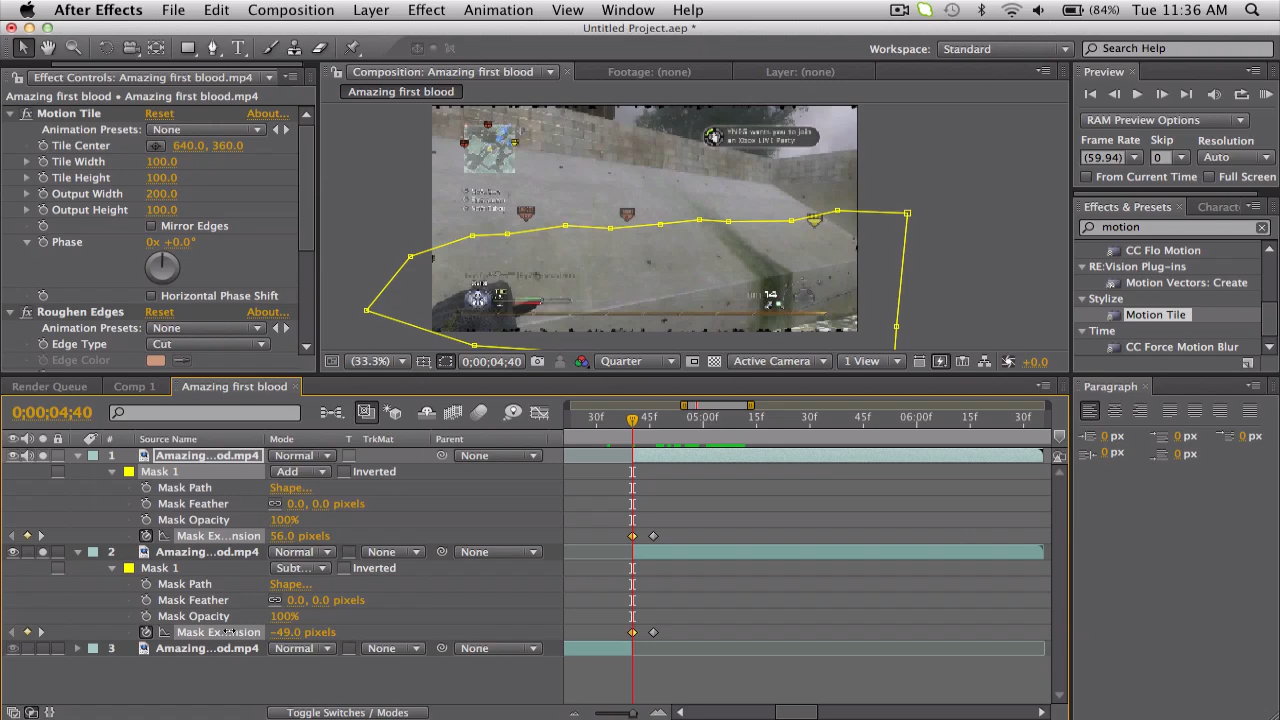 After Effects File Edit Composition Layer Effect Animation View Window Help (84%) Tue 11:36 AM
Untitled Project.aep *
Workspace: Standard Search Help
Effect Controls: Amazing first blood.mp4
Composition: Amazing first blood Footage: (none) Layer: (none)
Preview
Amazing first blood • Amazing first blood.mp4
Amazing first blood
Motion Tile Reset About...
Animation Presets: None
Tile Center 640.0, 360.0
Tile Width 100.0
Tile Height 100.0
Output Width 200.0
Output Height 100.0
Mirror Edges
Phase 0x +0.0°
Horizontal Phase Shift
Roughen Edges Reset About...
Animation Presets: None
Edge Type Cut
Edge Color
wants you to join
an Xbox LIVE Party
14
(33.3%) 0;00;04;40 Quarter Active Camera 1 View +0.0
RAM Preview Options
Frame Rate Skip Resolution
(59.94) 0 Auto
From Current Time Full Screen
Effects & Presets Charact
motion
CC Flo Motion
RE:Vision Plug-ins
Motion Vectors: Create
Stylize
Motion Tile
Time
CC Force Motion Blur
Render Queue Comp 1 Amazing first blood
Paragraph
0;00;04;40
30f 45f 05:00f 15f 30f 45f 06:00f 15f 30f
0 px 0 px 0 px
0 px 0 px
# Source Name Mode T TrkMat Parent
1 Amazing...od.mp4 Normal None
Mask 1 Add Inverted
Mask Path Shape...
Mask Feather 0.0, 0.0 pixels
Mask Opacity 100%
Mask Ex...nsion 56.0 pixels
2 Amazing...od.mp4 Normal None None
Mask 1 Subt... Inverted
Mask Path Shape...
Mask Feather 0.0, 0.0 pixels
Mask Opacity 100%
Mask Ex...nsion -49.0 pixels
3 Amazing...od.mp4 Normal None None
Toggle Switches / Modes